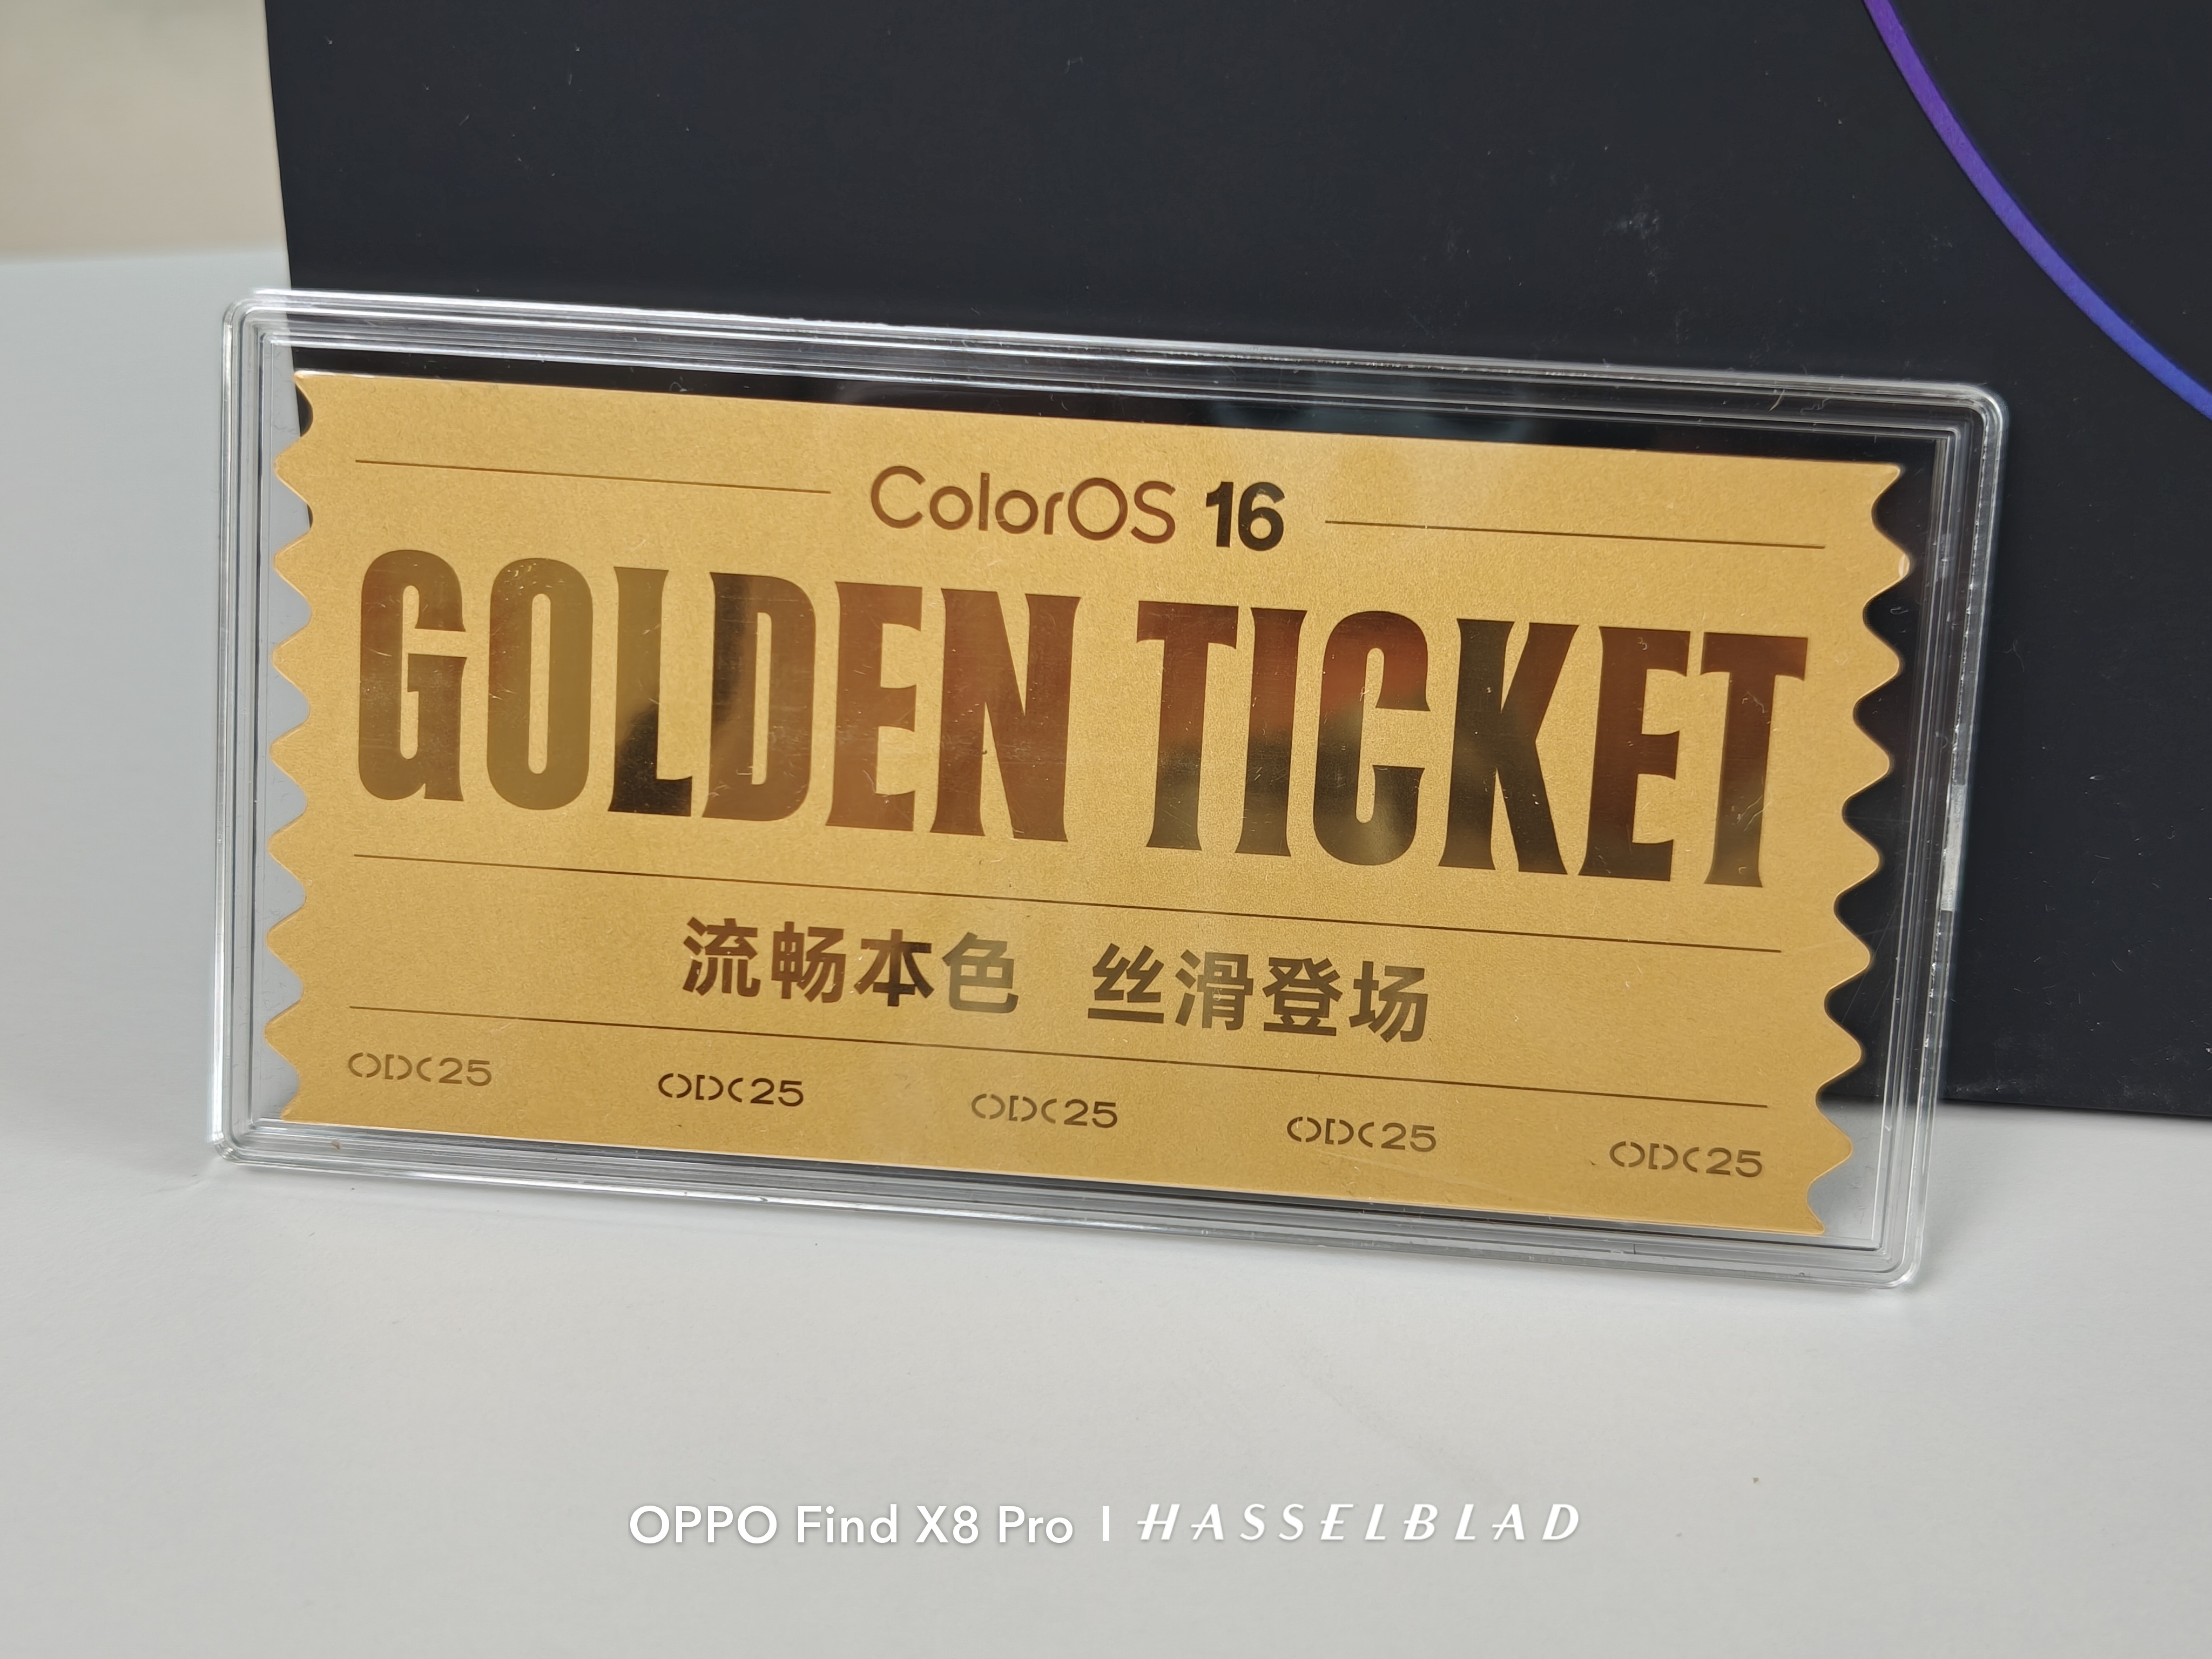 ColorOS 16
GOLDEN TICKET
流畅本色 丝滑登场
ODC25 ODC25 ODC25 ODC25 ODC25
OPPO Find X8 Pro | HASSELBLAD